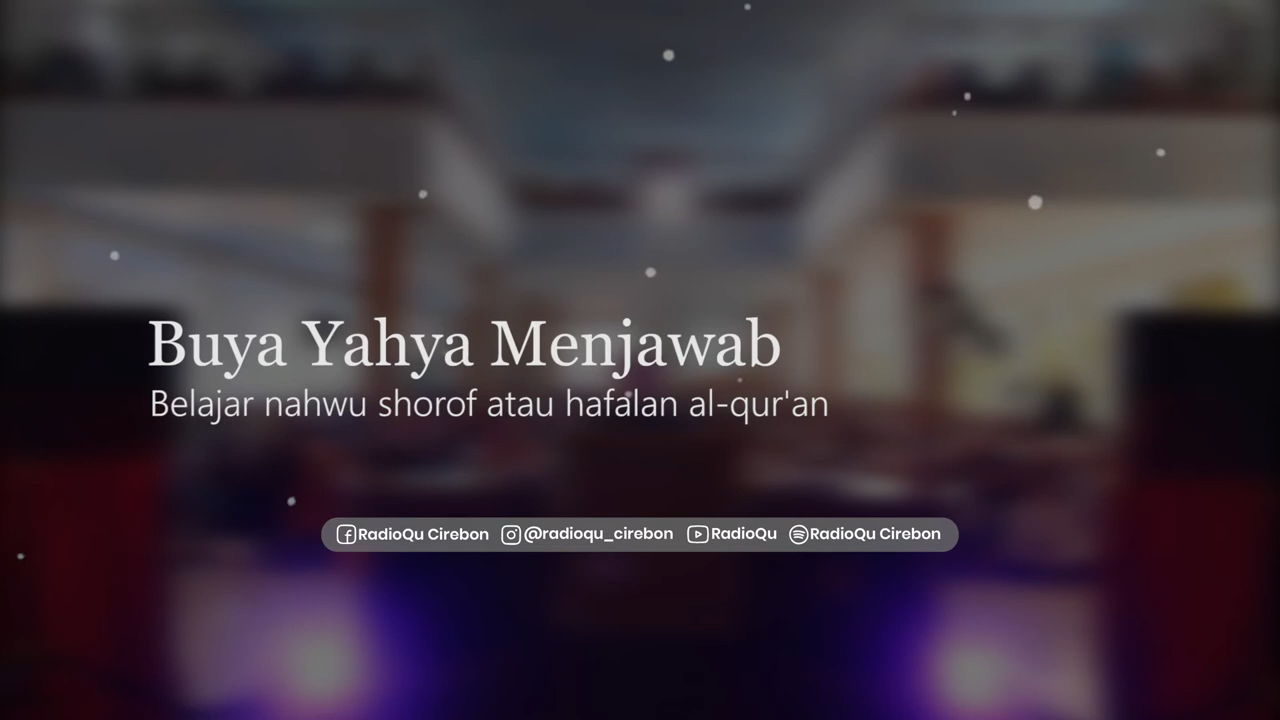 Buya Yahya Menjawab
Belajar nahwu shorof atau hafalan al-qur'an
RadioQu Cirebon @radioqu_cirebon RadioQu RadioQu Cirebon